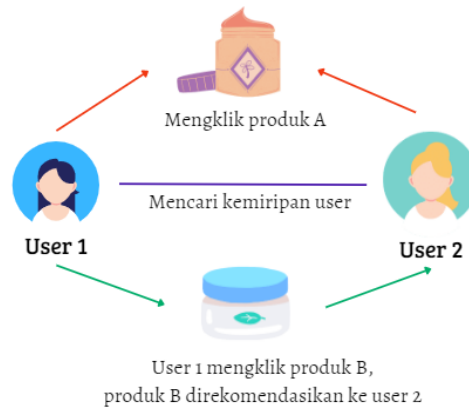 Mengklik produk A
Mencari kemiripan user
User 1
User 2
User 1 mengklik produk B,
produk B direkomendasikan ke user 2